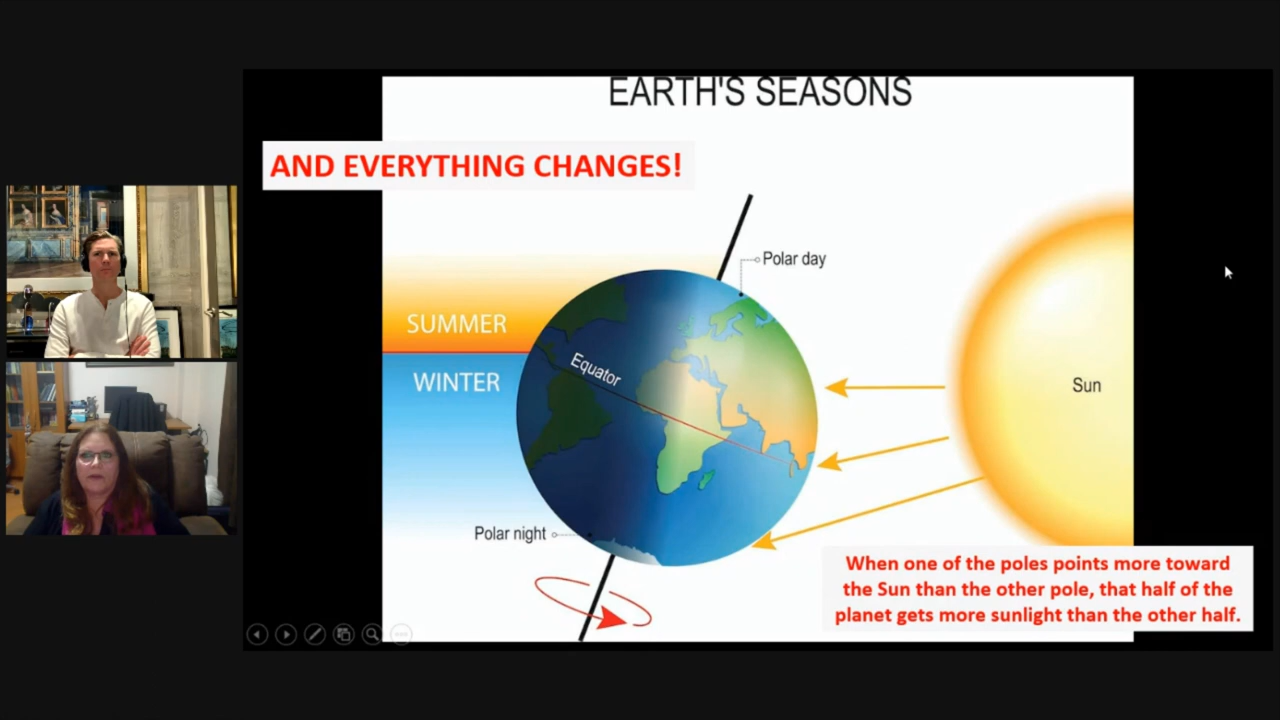 EARTH'S SEASONS
AND EVERYTHING CHANGES!
Polar day
SUMMER
Equator
WINTER
Sun
Polar night
When one of the poles points more toward
the Sun than the other pole, that half of the
planet gets more sunlight than the other half.